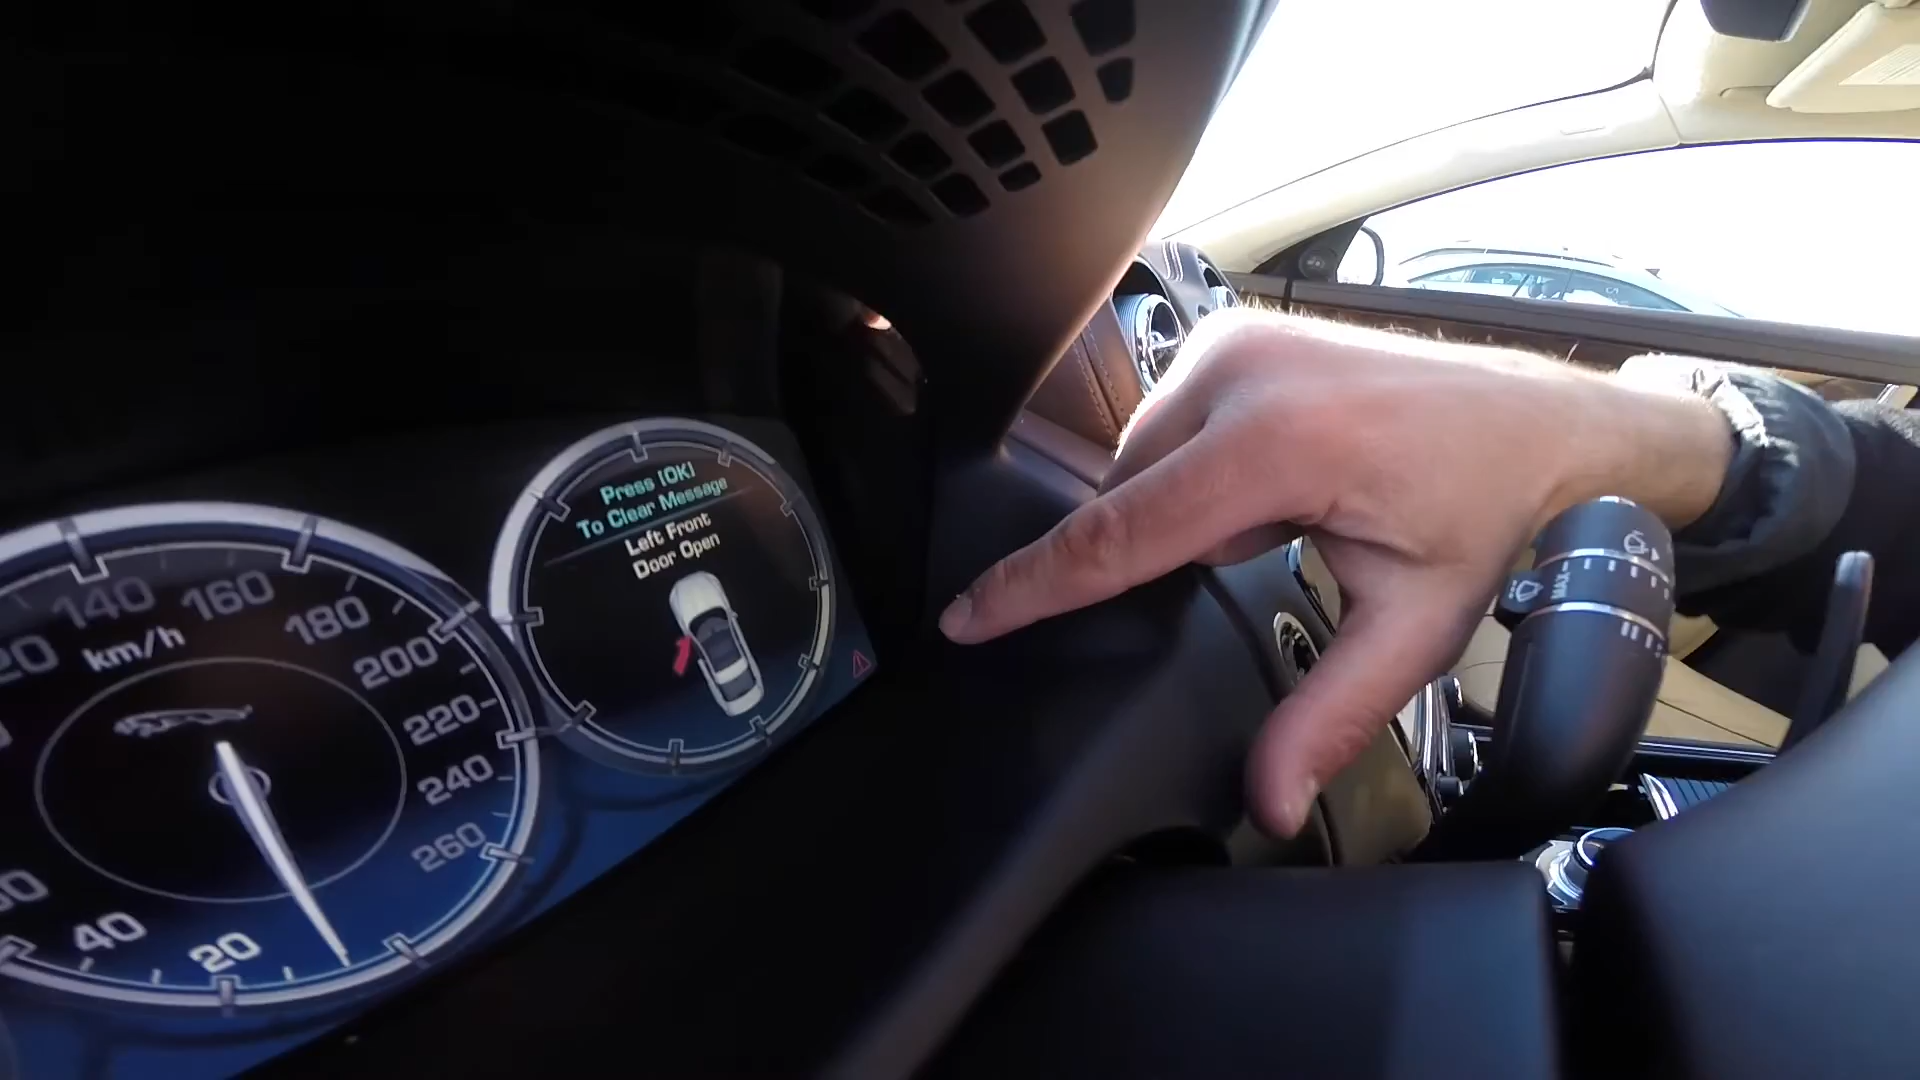 Press (OK)
To Clear Message
Left Front
Door Open
140
160
180
200
220
240
260
km/h
40
20
MAX